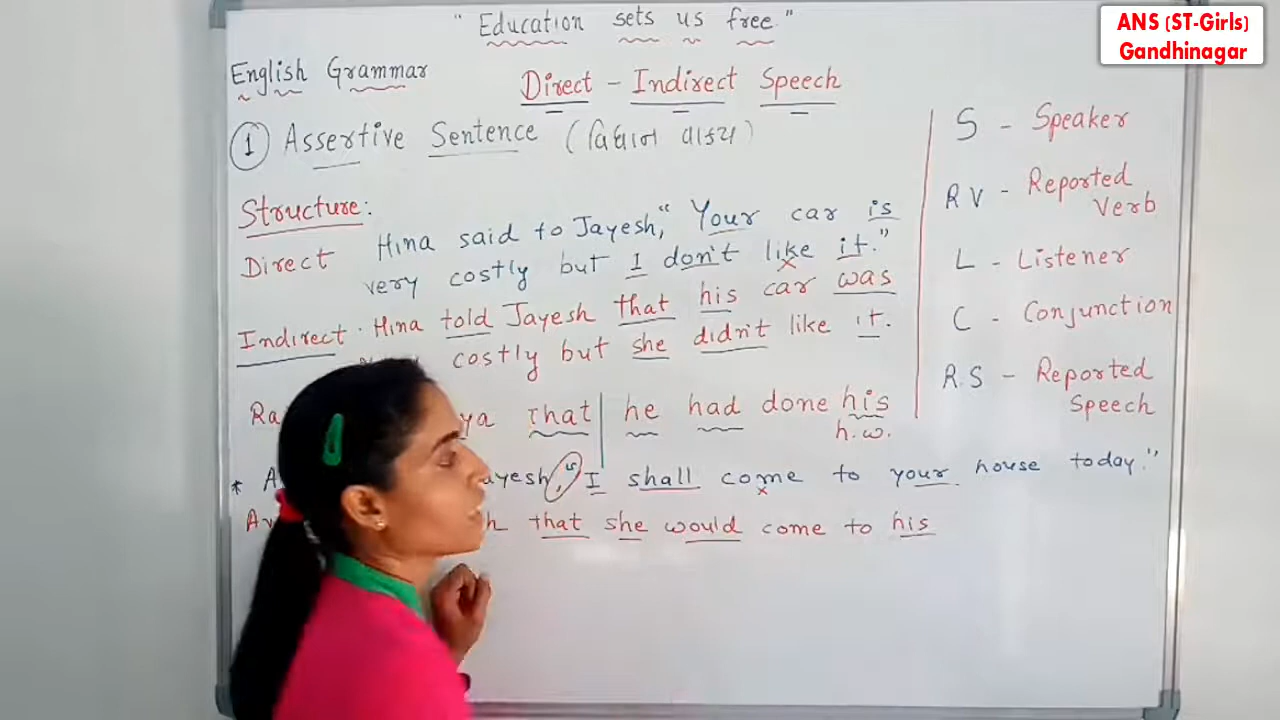 ANS (ST-Girls)
Gandhinagar
"Education sets us free."
English Grammar
Direct - Indirect Speech
① Assertive Sentence (વિધાન વાક્ય)
Structure:
Direct Hina said to Jayesh, "Your car is
very costly but I don't like it."
Indirect. Hina told Jayesh that his car was
costly but she didn't like it.
that he had done his
h.w.
* I shall come to your house today."
that she would come to his
S - Speaker
RV - Reported
Verb
L - Listener
C - Conjunction
R.S - Reported
Speech